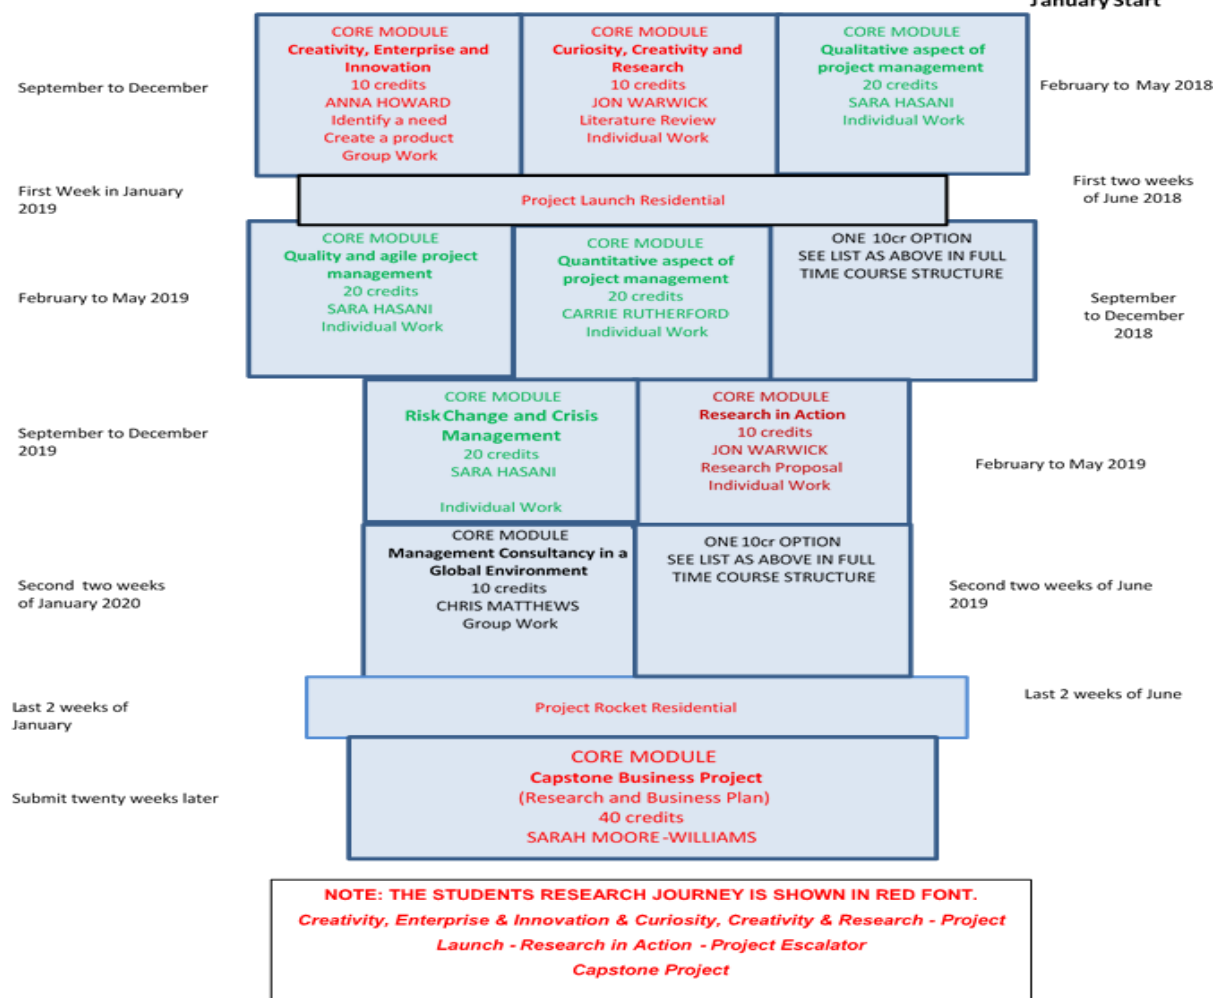 January Start
September to December
CORE MODULE
Creativity, Enterprise and
Innovation
10 credits
ANNA HOWARD
Identify a need
Create a product
Group Work
CORE MODULE
Curiosity, Creativity and
Research
10 credits
JON WARWICK
Literature Review
Individual Work
CORE MODULE
Qualitative aspect of
project management
20 credits
SARA HASANI
Individual Work
February to May 2018
First Week in January
2019
Project Launch Residential
First two weeks
of June 2018
February to May 2019
CORE MODULE
Quality and agile project
management
20 credits
SARA HASANI
Individual Work
CORE MODULE
Quantitative aspect of
project management
20 credits
CARRIE RUTHERFORD
Individual Work
ONE 10cr OPTION
SEE LIST AS ABOVE IN FULL
TIME COURSE STRUCTURE
September
to December
2018
September to December
2019
CORE MODULE
Risk Change and Crisis
Management
20 credits
SARA HASANI
Individual Work
CORE MODULE
Research in Action
10 credits
JON WARWICK
Research Proposal
Individual Work
February to May 2019
Second two weeks
of January 2020
CORE MODULE
Management Consultancy in a
Global Environment
10 credits
CHRIS MATTHEWS
Group Work
ONE 10cr OPTION
SEE LIST AS ABOVE IN FULL
TIME COURSE STRUCTURE
Second two weeks of June
2019
Last 2 weeks of
January
Project Rocket Residential
Last 2 weeks of June
Submit twenty weeks later
CORE MODULE
Capstone Business Project
(Research and Business Plan)
40 credits
SARAH MOORE-WILLIAMS
NOTE: THE STUDENTS RESEARCH JOURNEY IS SHOWN IN RED FONT.
Creativity, Enterprise & Innovation & Curiosity, Creativity & Research - Project
Launch - Research in Action - Project Escalator
Capstone Project